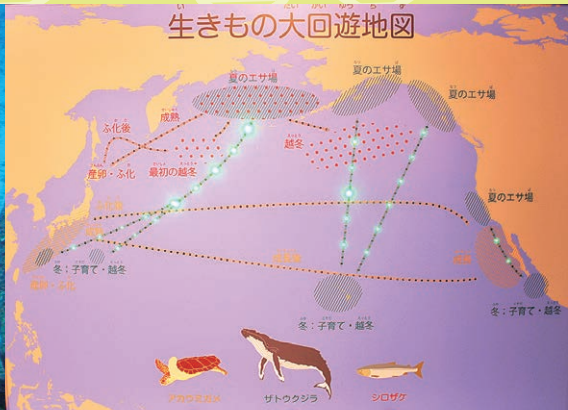 生きもの大回遊地図
夏のエサ場
夏のエサ場
夏のエサ場
成熟
ふ化後
越冬
産卵・ふ化
最初の越冬
夏のエサ場
冬：子育て・越冬
産卵・ふ化
冬：子育て・越冬
冬：子育て・越冬
アカウミガメ
ザトウクジラ
シロザケ